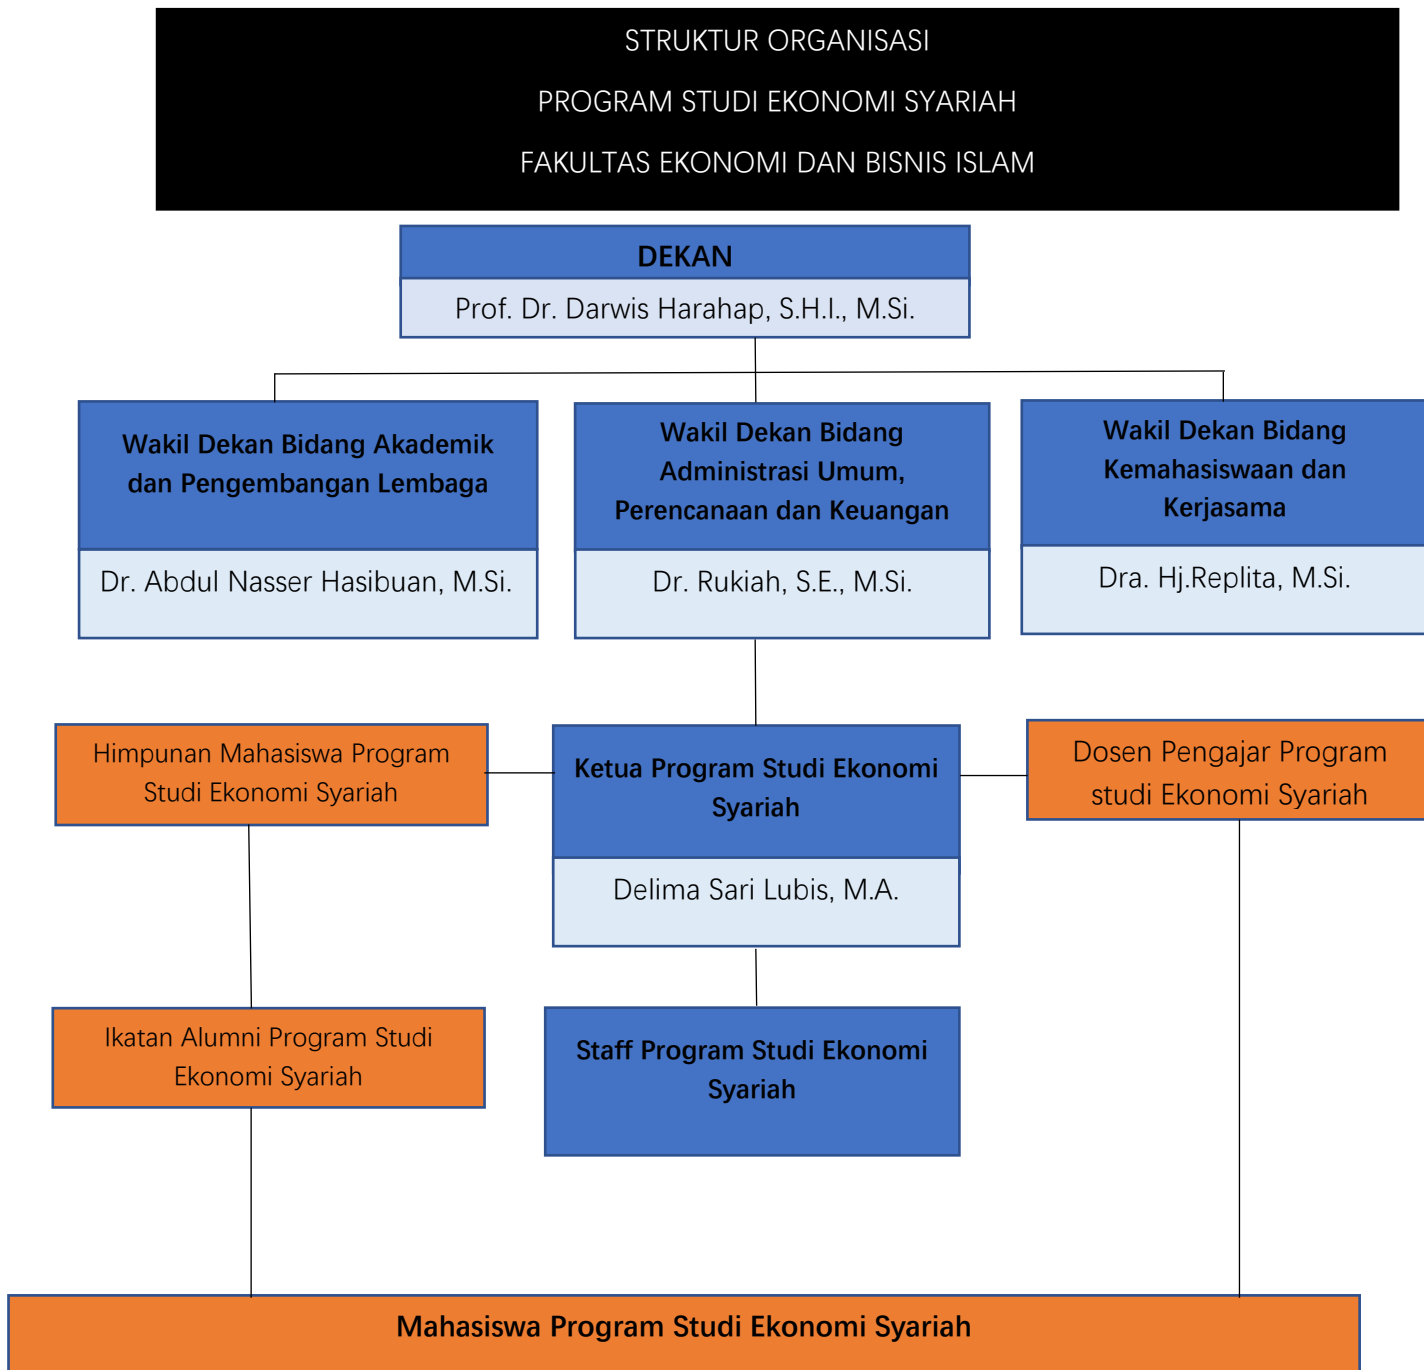 STRUKTUR ORGANISASI
PROGRAM STUDI EKONOMI SYARIAH
FAKULTAS EKONOMI DAN BISNIS ISLAM
DEKAN
Prof. Dr. Darwis Harahap, S.H.I., M.Si.
Wakil Dekan Bidang Akademik
dan Pengembangan Lembaga
Dr. Abdul Nasser Hasibuan, M.Si.
Wakil Dekan Bidang
Administrasi Umum,
Perencanaan dan Keuangan
Dr. Rukiah, S.E., M.Si.
Wakil Dekan Bidang
Kemahasiswaan dan
Kerjasama
Dra. Hj.Replita, M.Si.
Himpunan Mahasiswa Program
Studi Ekonomi Syariah
Ketua Program Studi Ekonomi
Syariah
Delima Sari Lubis, M.A.
Dosen Pengajar Program
studi Ekonomi Syariah
Ikatan Alumni Program Studi
Ekonomi Syariah
Staff Program Studi Ekonomi
Syariah
Mahasiswa Program Studi Ekonomi Syariah